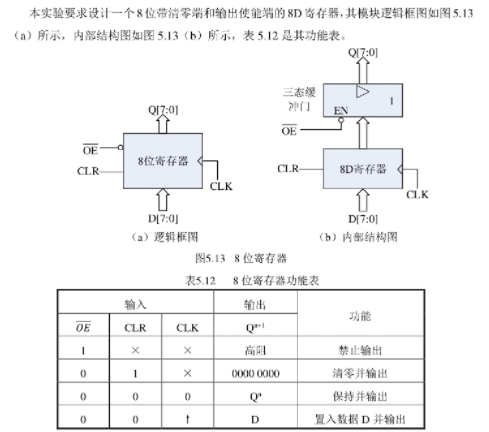 本实验要求设计一个8位带清零端和输出使能端的8D寄存器,其模块逻辑框图如图5.13
(a)所示,内部结构图如图5.13(b)所示,表5.12是其功能表。
Q[7:0]
OE
8位寄存器
CLR
CLK
D[7:0]
(a)逻辑框图
Q[7:0]
三态缓
冲门
EN
1
OE
CLR
8D寄存器
CLK
D[7:0]
(b)内部结构图
图5.13 8位寄存器
表5.12 8位寄存器功能表
输入 输出 功能
OE CLR CLK Qⁿ⁺¹
1 × × 高阻 禁止输出
0 1 × 0000 0000 清零并输出
0 0 0 Qⁿ 保持并输出
0 0 ↑ D 置入数据D并输出